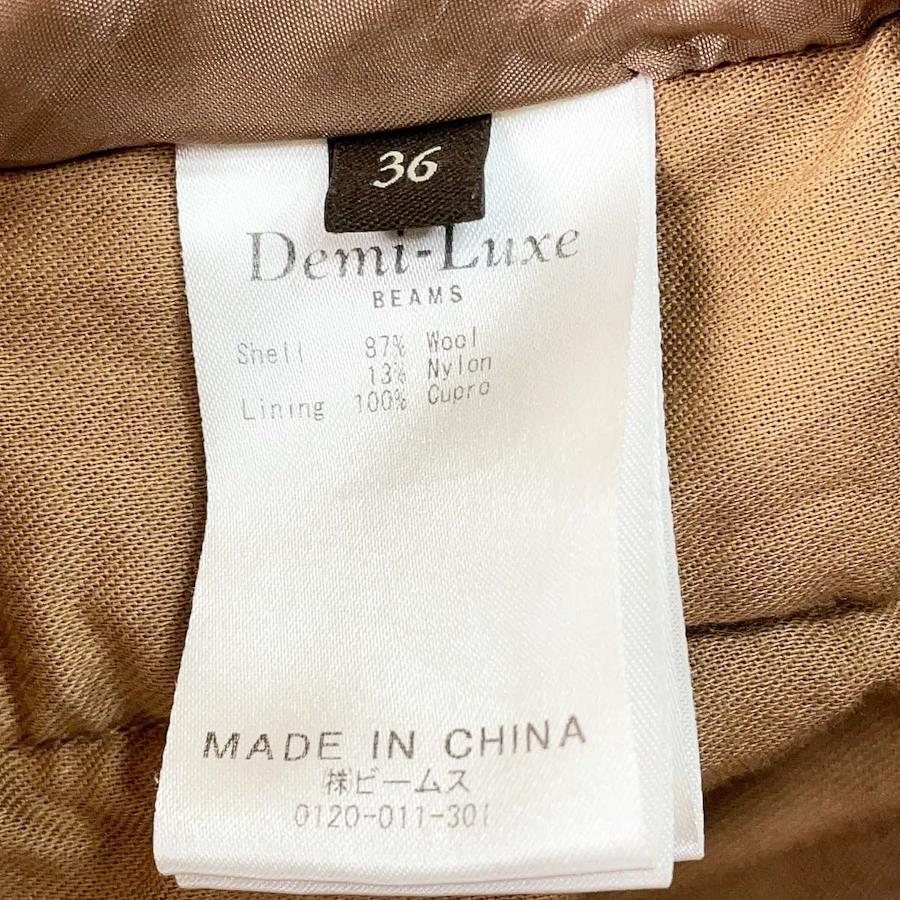 36
Demi-Luxe
BEAMS
Shell 87% Wool
13% Nylon
Lining 100% Cupro
MADE IN CHINA
㈱ビームス
0120-011-301